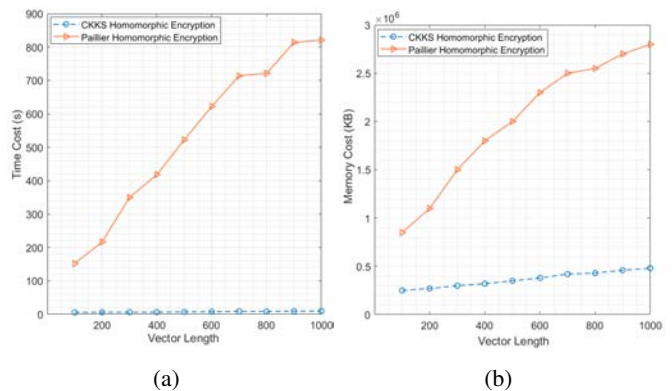 900
800
700
600
500
400
300
200
100
0
Time Cost (s)
CKKS Homomorphic Encryption
Paillier Homomorphic Encryption
200 400 600 800 1000
Vector Length
(a)
×10⁶
3
2.5
2
1.5
1
0.5
0
Memory Cost (KB)
CKKS Homomorphic Encryption
Paillier Homomorphic Encryption
200 400 600 800 1000
Vector Length
(b)